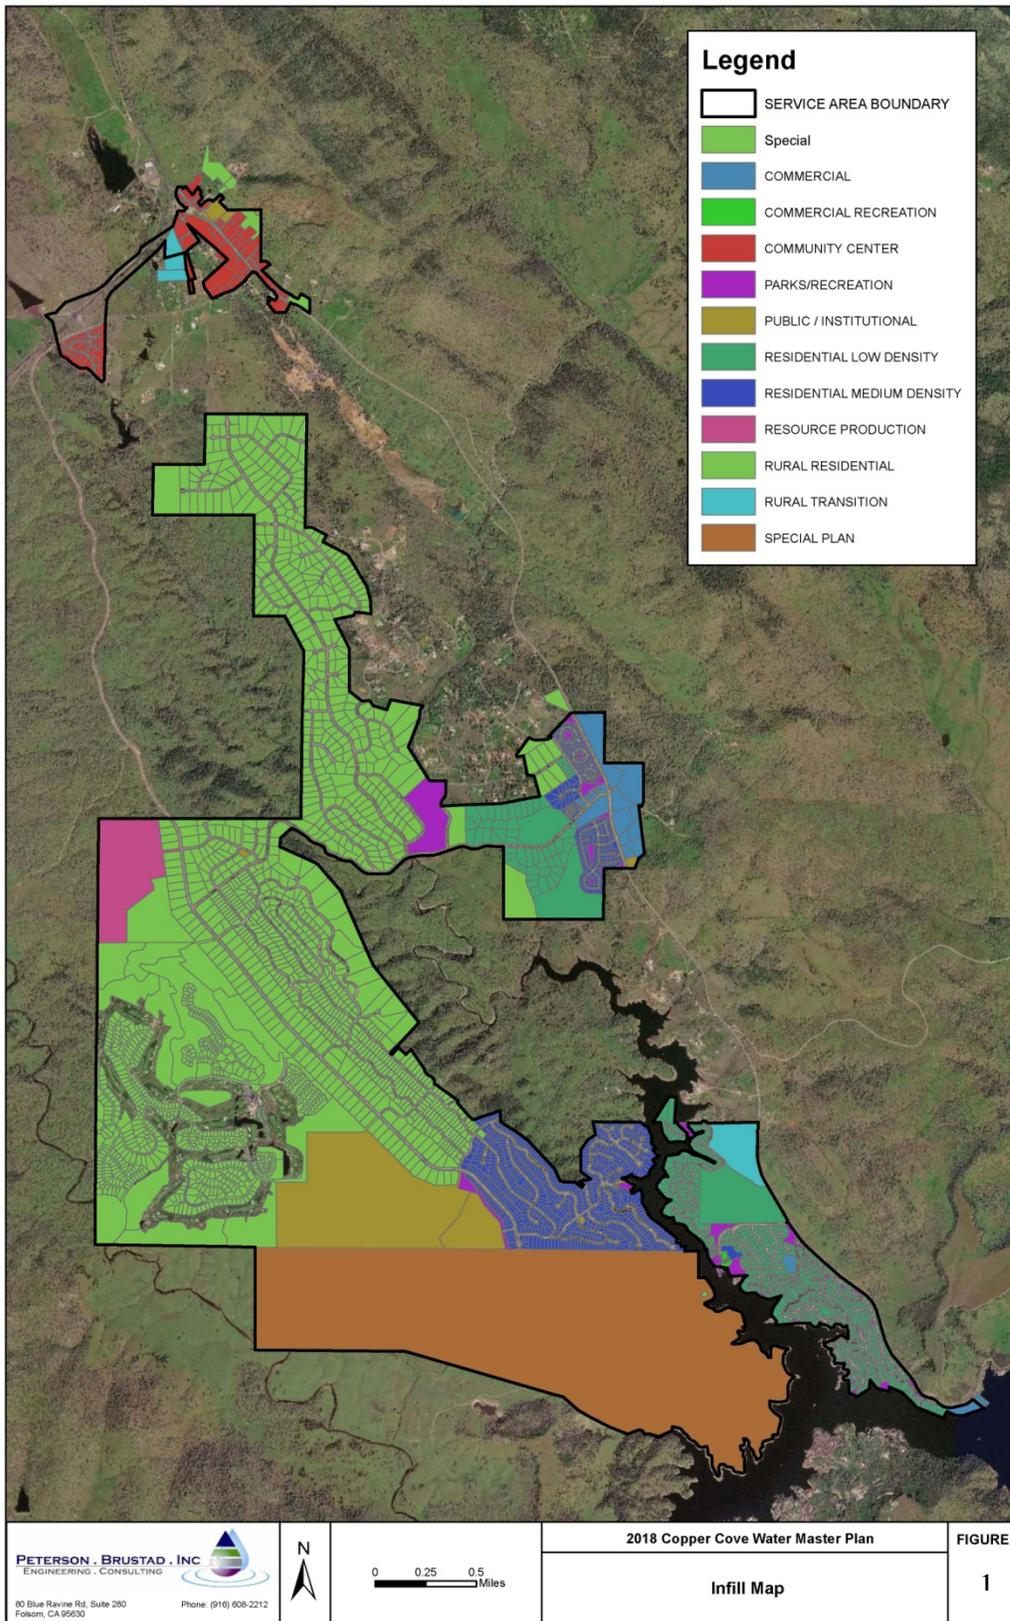 Legend
SERVICE AREA BOUNDARY
Special
COMMERCIAL
COMMERCIAL RECREATION
COMMUNITY CENTER
PARKS/RECREATION
PUBLIC / INSTITUTIONAL
RESIDENTIAL LOW DENSITY
RESIDENTIAL MEDIUM DENSITY
RESOURCE PRODUCTION
RURAL RESIDENTIAL
RURAL TRANSITION
SPECIAL PLAN
PETERSON . BRUSTAD . INC
ENGINEERING . CONSULTING
80 Blue Ravine Rd, Suite 280
Folsom, CA 95630
Phone: (916) 608-2212
N
0 0.25 0.5
Miles
2018 Copper Cove Water Master Plan
Infill Map
FIGURE
1